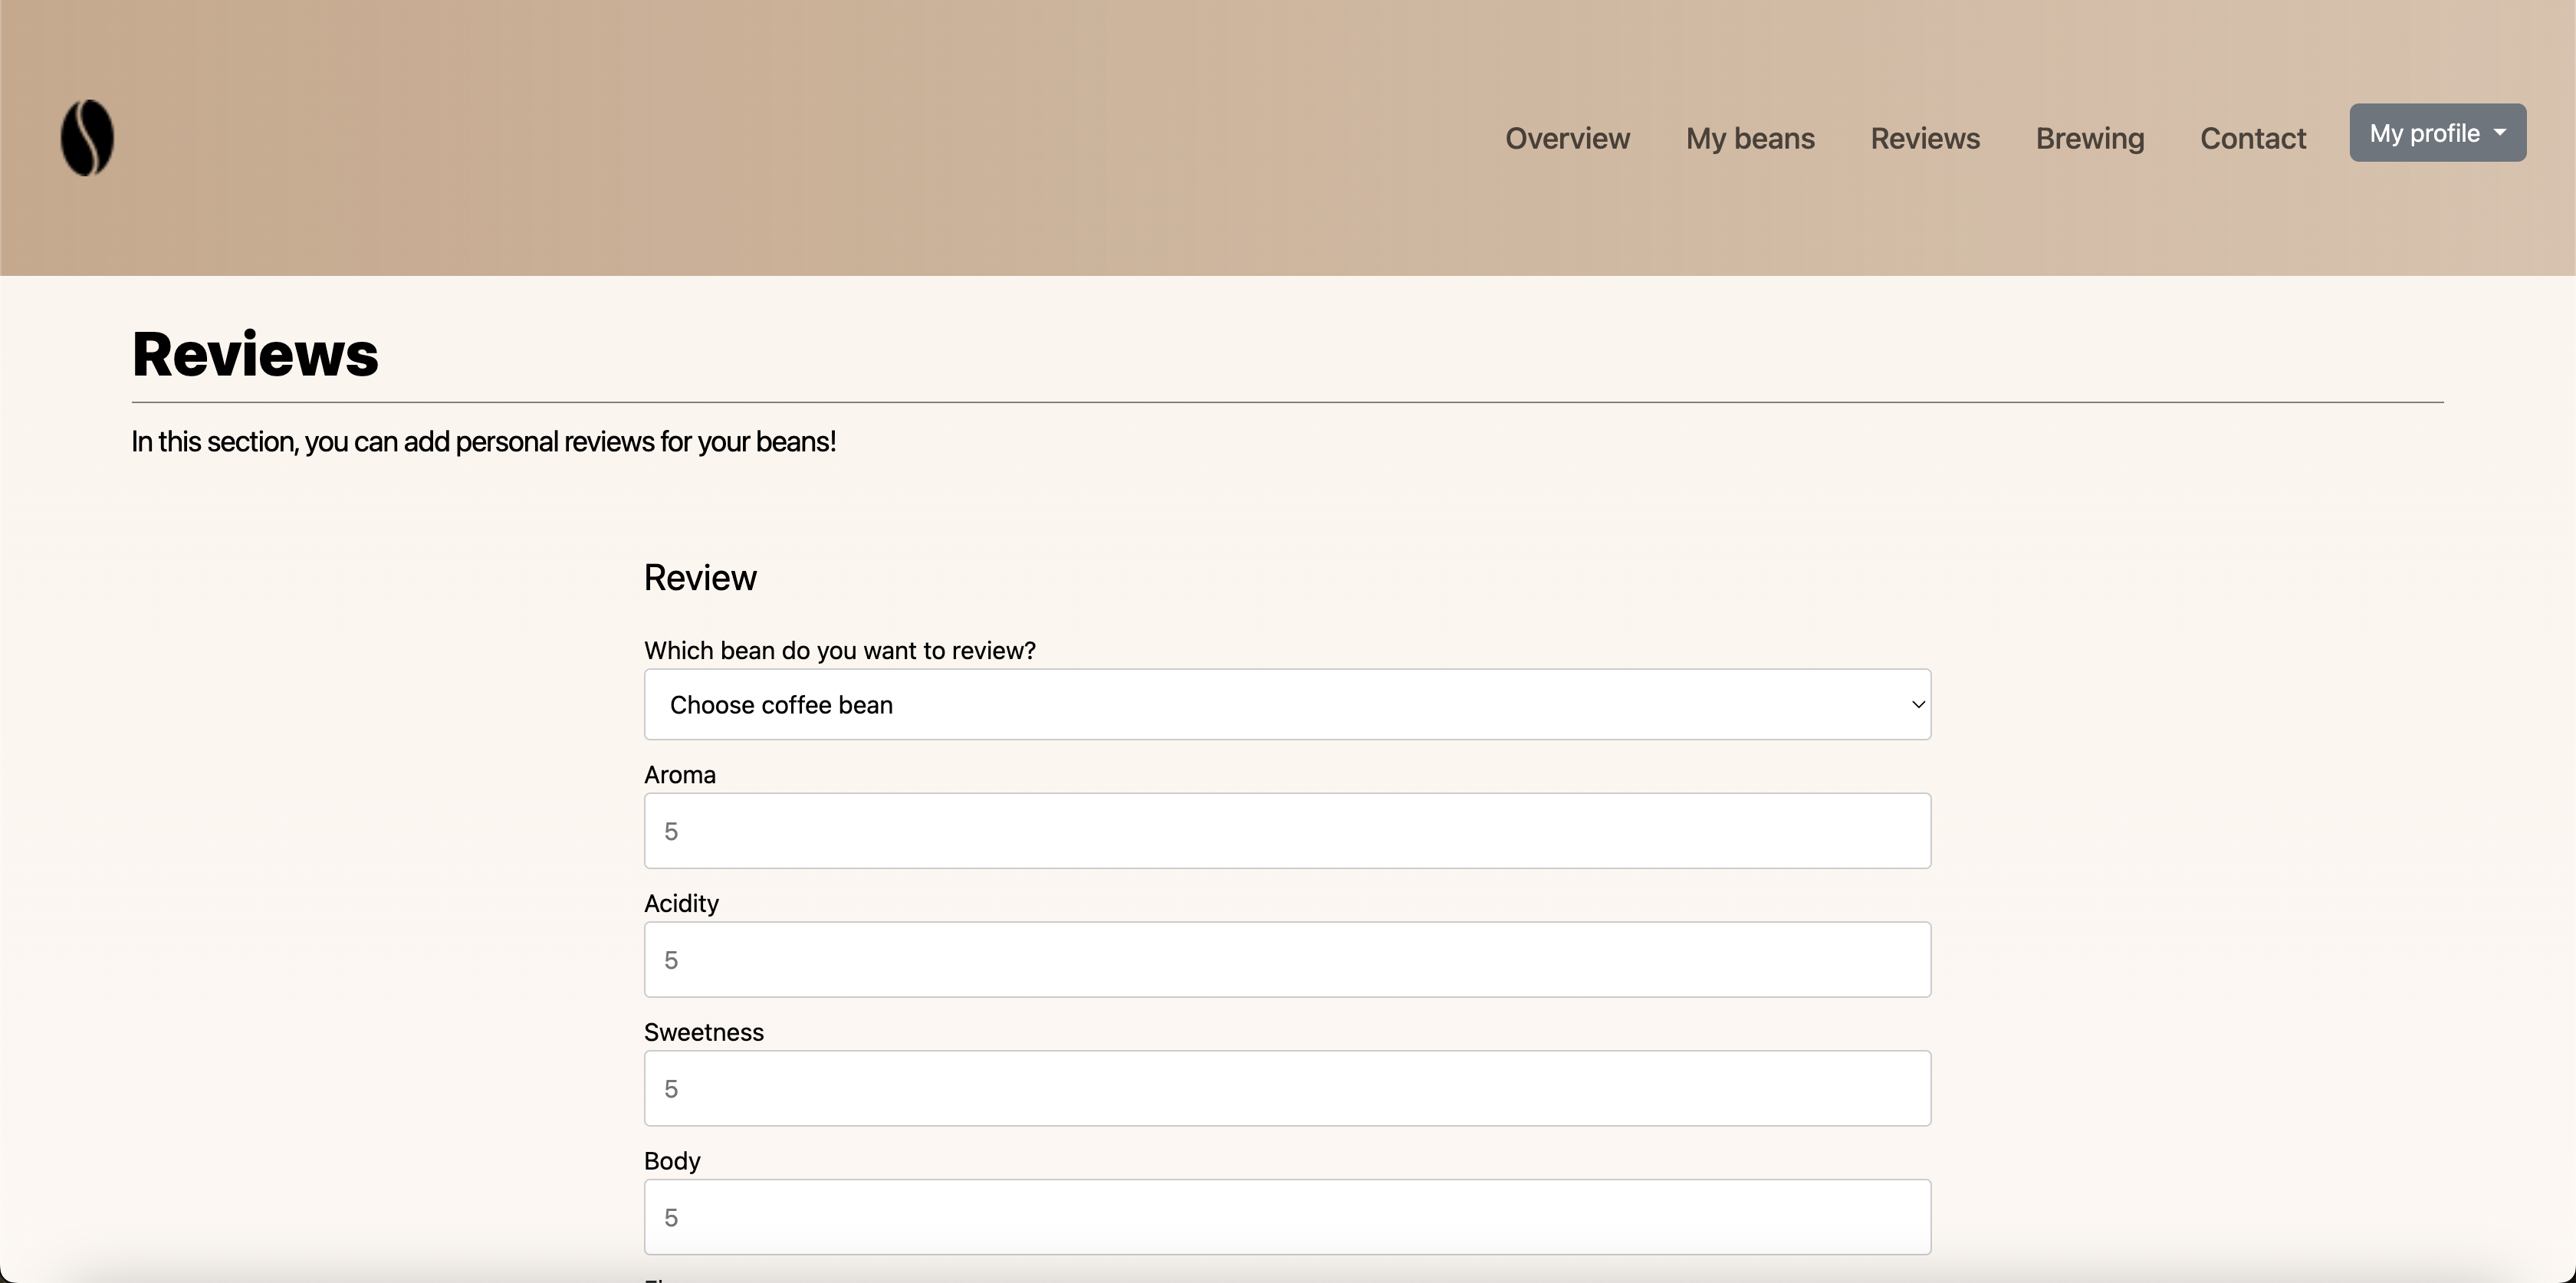 Overview My beans Reviews Brewing Contact My profile
Reviews
In this section, you can add personal reviews for your beans!
Review
Which bean do you want to review?
Choose coffee bean
Aroma
5
Acidity
5
Sweetness
5
Body
5